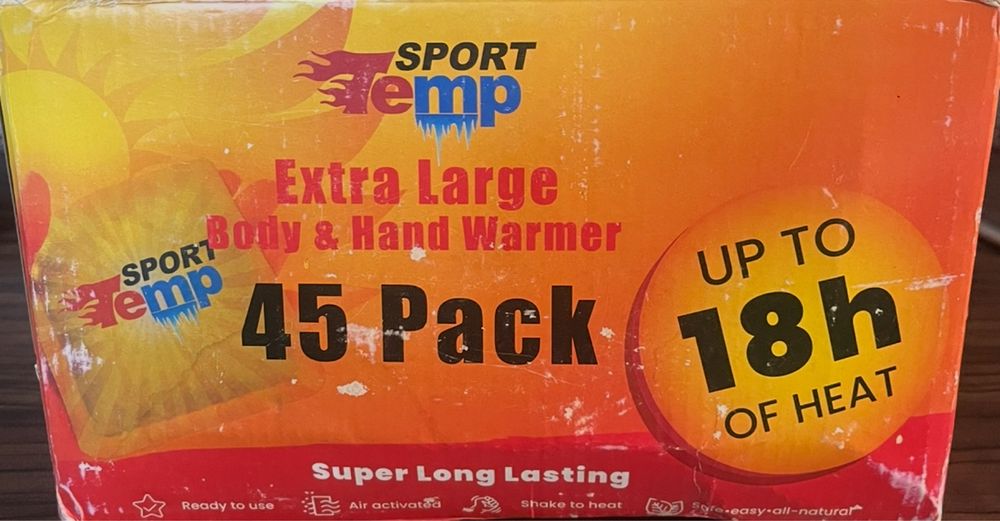 SPORT
Temp
Extra Large
Body & Hand Warmer
SPORT
Temp
45 Pack
UP TO
18h
OF HEAT
Super Long Lasting
Ready to use Air activated Shake to heat Safe•easy•all-natural